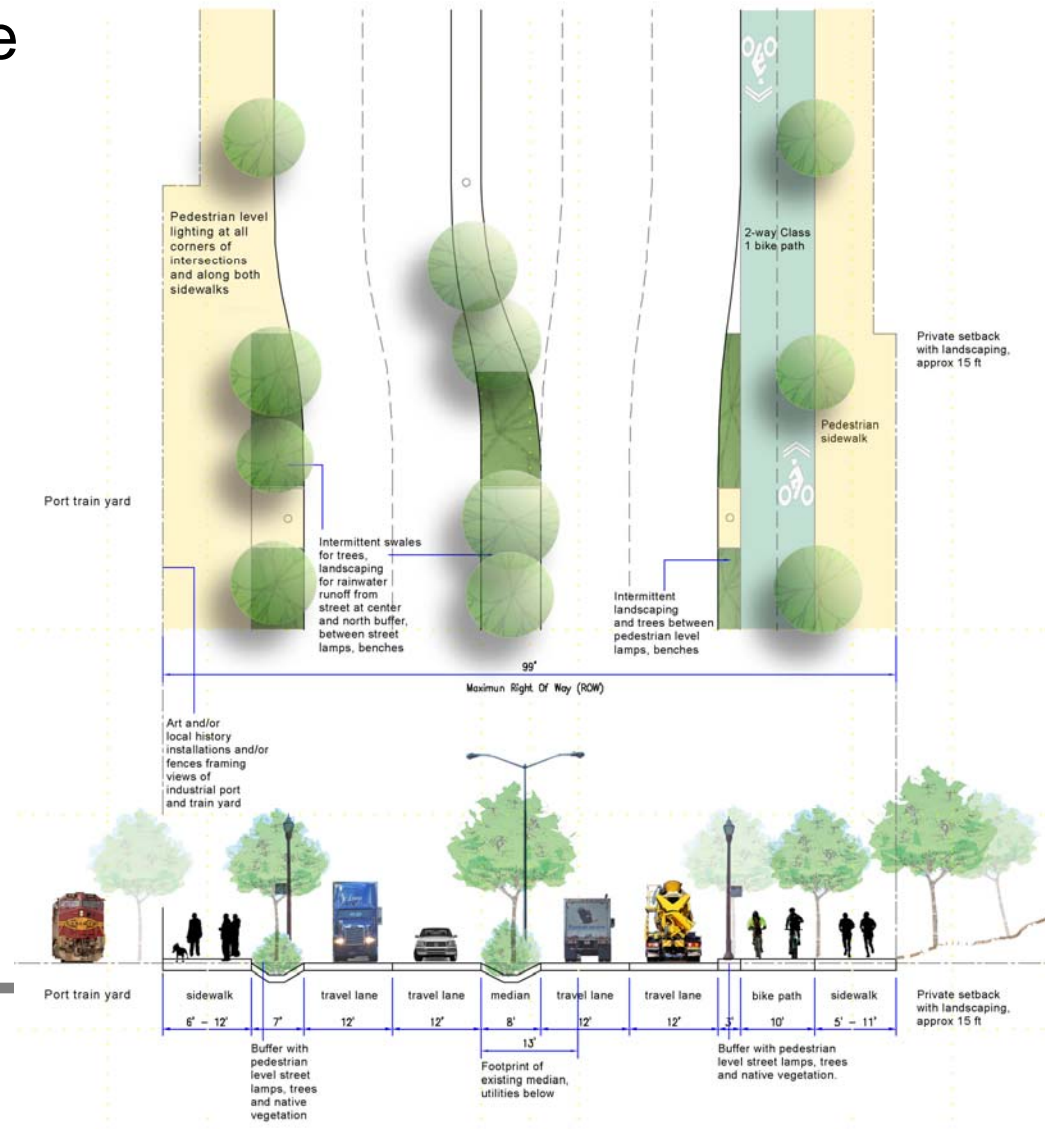 e
Pedestrian level
lighting at all
corners of
intersections
and along both
sidewalks
2-way Class
1 bike path
Private setback
with landscaping,
approx 15 ft
Pedestrian
sidewalk
Port train yard
Intermittent swales
for trees,
landscaping
for rainwater
runoff from
street at center
and north buffer,
between street
lamps, benches
Intermittent
landscaping
and trees between
pedestrian level
lamps, benches
99'
Maximun Right Of Way (ROW)
Art and/or
local history
installations and/or
fences framing
views of
industrial port
and train yard
Port train yard
sidewalk
travel lane
travel lane
median
travel lane
travel lane
bike path
sidewalk
Private setback
with landscaping,
approx 15 ft
6' - 12'
7'
12'
12'
8'
12'
12'
3'
10'
5' - 11'
13'
Buffer with
pedestrian
level street
lamps, trees
and native
vegetation
Footprint of
existing median,
utilities below
Buffer with pedestrian
level street lamps, trees
and native vegetation.